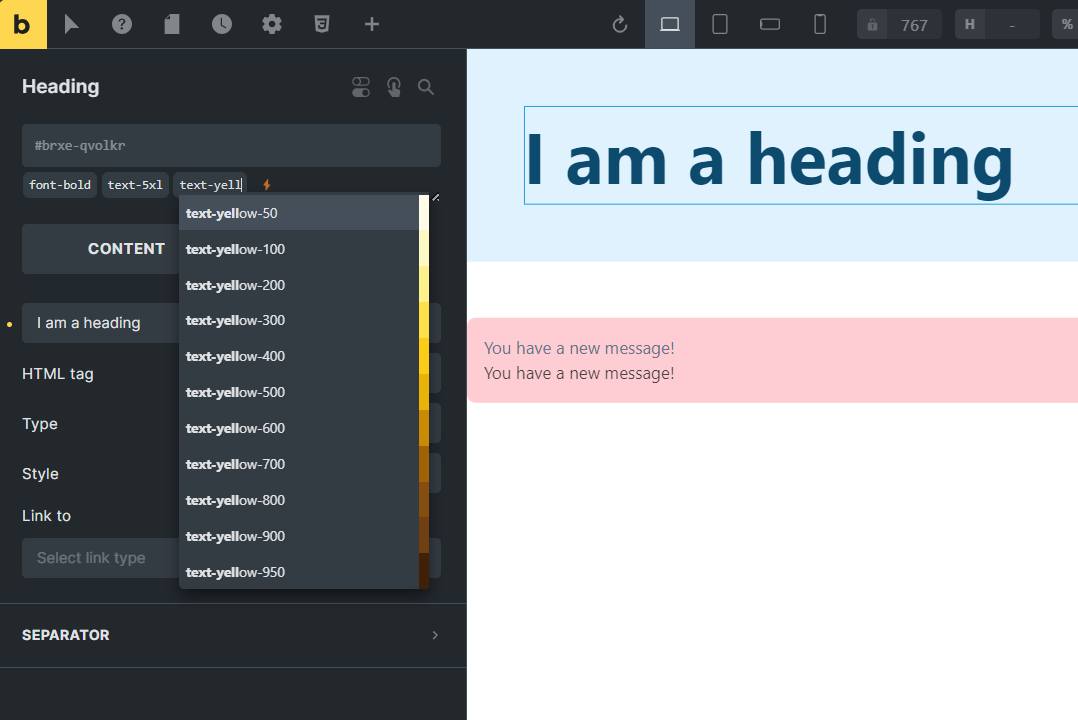 b
767
H
-
%
Heading
#brxe-qvolkr
font-bold
text-5xl
text-yell
text-yellow-50
text-yellow-100
text-yellow-200
text-yellow-300
text-yellow-400
text-yellow-500
text-yellow-600
text-yellow-700
text-yellow-800
text-yellow-900
text-yellow-950
CONTENT
I am a heading
HTML tag
Type
Style
Link to
Select link type
SEPARATOR
I am a heading
You have a new message!
You have a new message!